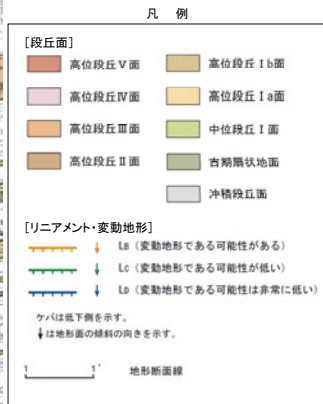 凡 例
[段丘面]
高位段丘Ⅴ面
高位段丘Ⅰb面
高位段丘Ⅳ面
高位段丘Ⅰa面
高位段丘Ⅲ面
中位段丘Ⅰ面
高位段丘Ⅱ面
古期扇状地面
沖積段丘面
[リニアメント・変動地形]
LB (変動地形である可能性がある)
LC (変動地形である可能性が低い)
LD (変動地形である可能性は非常に低い)
ケバは低下側を示す。
↓は地形面の傾斜の向きを示す。
1 1' 地形断面線